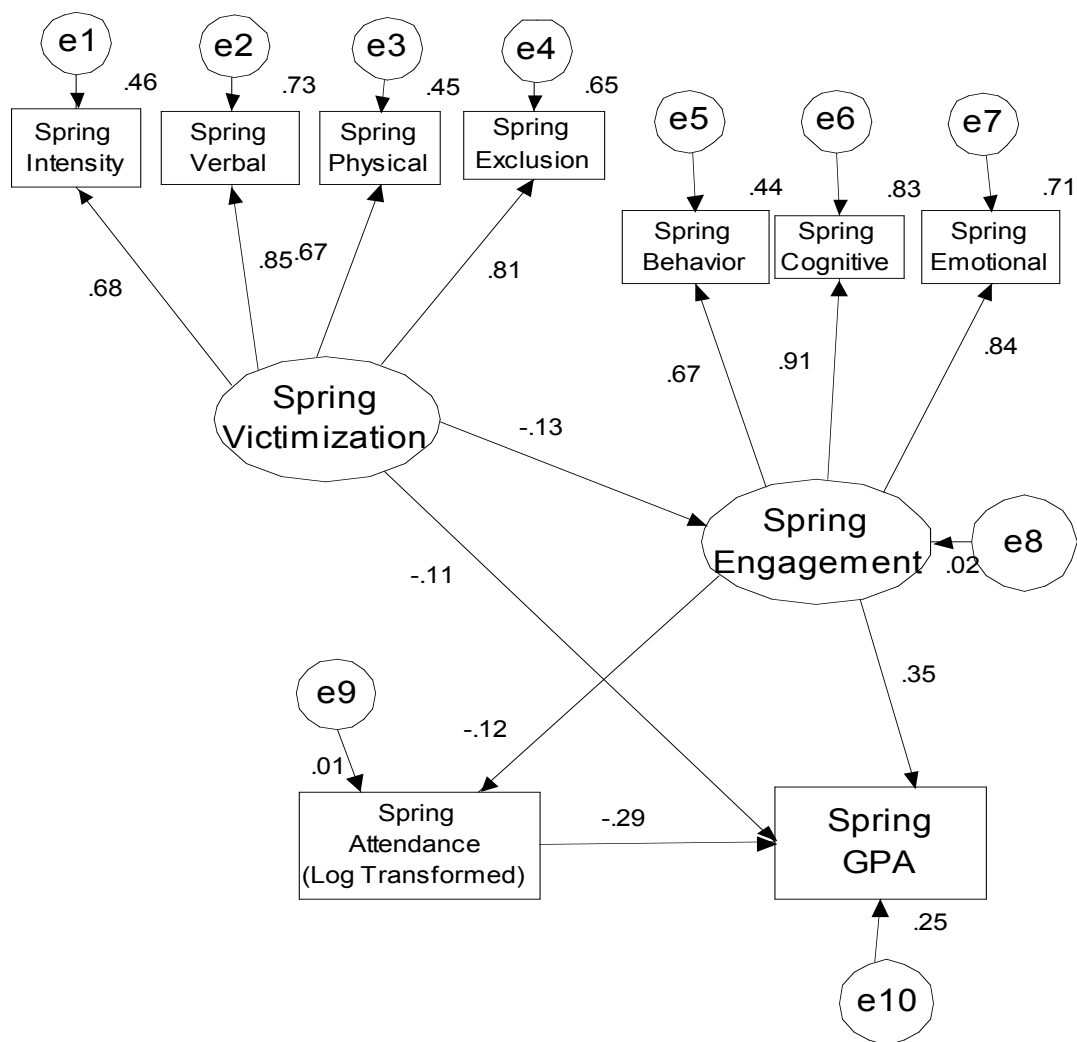 e1
e2
e3
e4
.46
.73
.45
.65
Spring
Intensity
Spring
Verbal
Spring
Physical
Spring
Exclusion
e5
e6
e7
.44
.83
.71
Spring
Behavior
Spring
Cognitive
Spring
Emotional
.68
.85
.67
.81
.67
.91
.84
Spring
Victimization
-.13
Spring
Engagement
.02
e8
-.11
-.12
.35
e9
.01
Spring
Attendance
(Log Transformed)
-.29
Spring
GPA
.25
e10